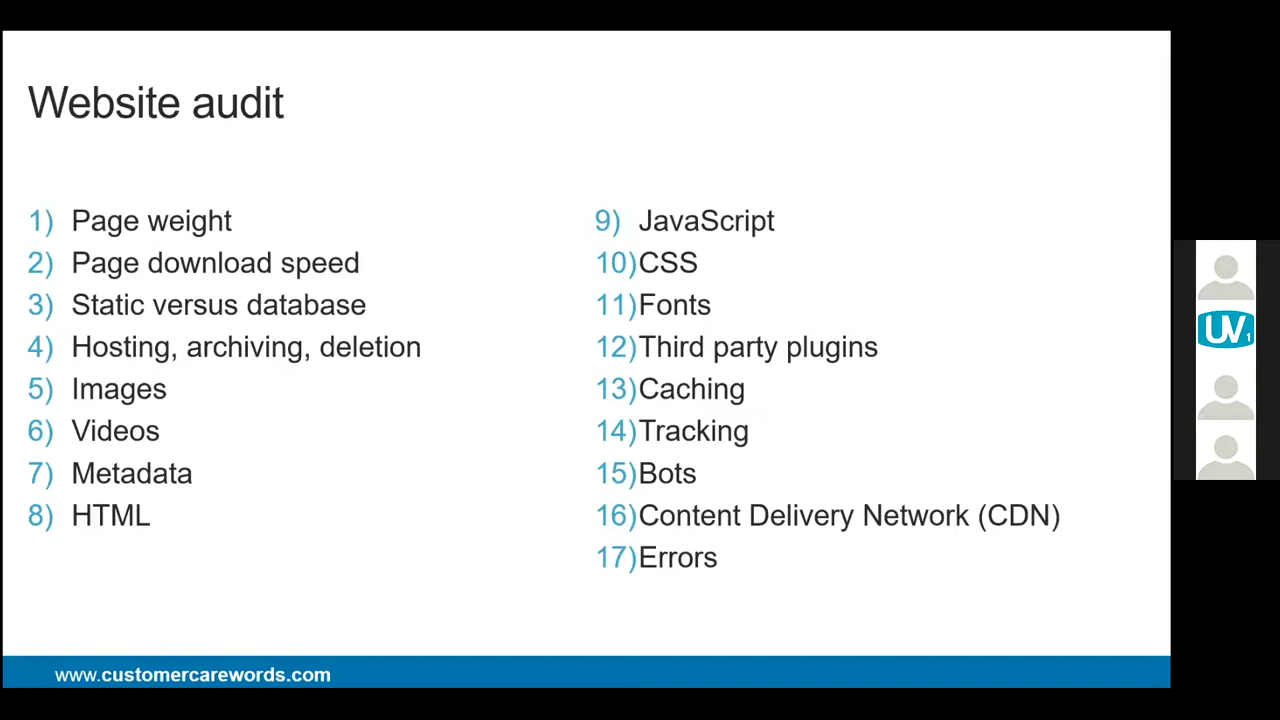 Website audit
1) Page weight
2) Page download speed
3) Static versus database
4) Hosting, archiving, deletion
5) Images
6) Videos
7) Metadata
8) HTML
9) JavaScript
10)CSS
11)Fonts
12)Third party plugins
13)Caching
14)Tracking
15)Bots
16)Content Delivery Network (CDN)
17)Errors
UV1
www.customercarewords.com